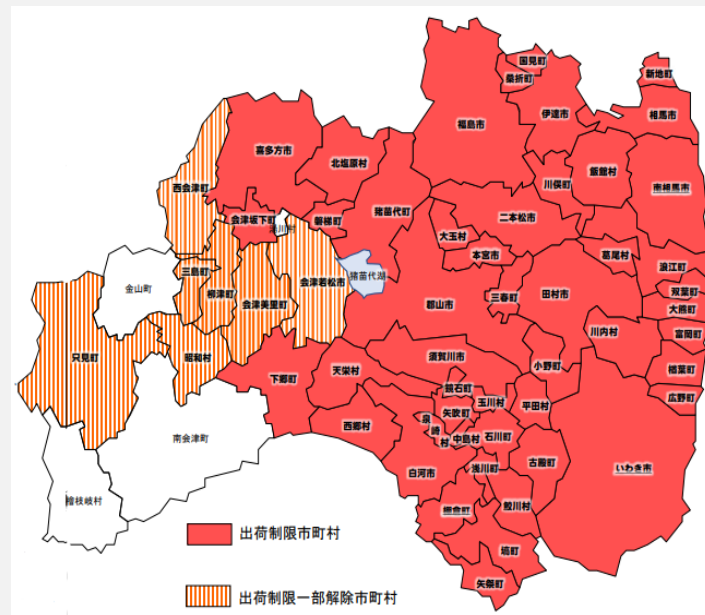 国見町
桑折町
新地町
伊達市
相馬市
福島市
喜多方市
北塩原村
飯舘村
西会津町
川俣町
南相馬市
会津坂下町
磐梯町
猪苗代町
二本松市
湯川村
大玉村
本宮市
葛尾村
浪江町
三島町
猪苗代湖
金山町
柳津町
会津美里町
会津若松市
双葉町
三春町
田村市
郡山市
大熊町
川内村
富岡町
只見町
昭和村
須賀川市
小野町
楢葉町
下郷町
天栄村
鏡石町
玉川村
平田村
広野町
矢吹町
泉崎村
西郷村
中島村
石川町
南会津町
古殿町
いわき市
白河市
浅川町
檜枝岐村
鮫川村
棚倉町
塙町
矢祭町
出荷制限市町村
出荷制限一部解除市町村